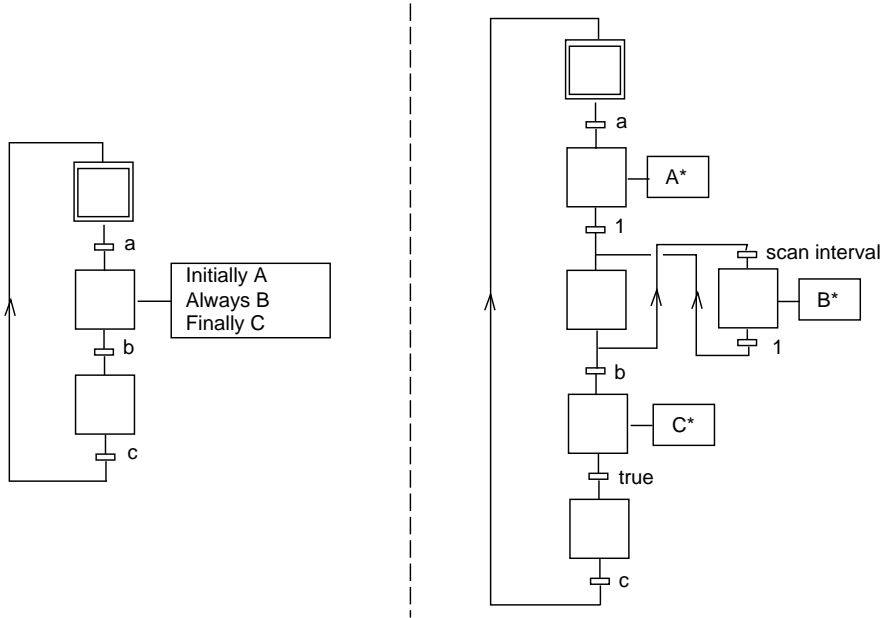 a
Initially A
Always B
Finally C
b
c
a
A*
1
scan interval
B*
1
b
C*
true
c